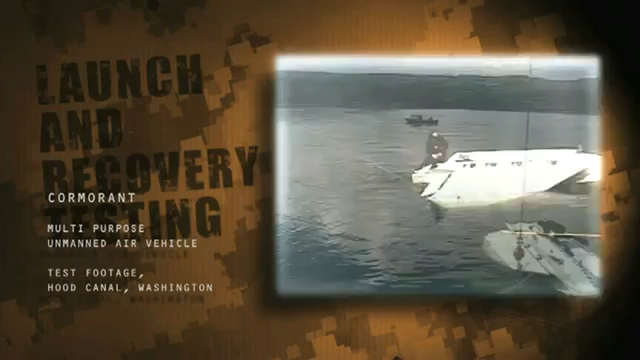 LAUNCH
AND
RECOVERY
TESTING
CORMORANT
MULTI PURPOSE
UNMANNED AIR VEHICLE
TEST FOOTAGE,
HOOD CANAL, WASHINGTON